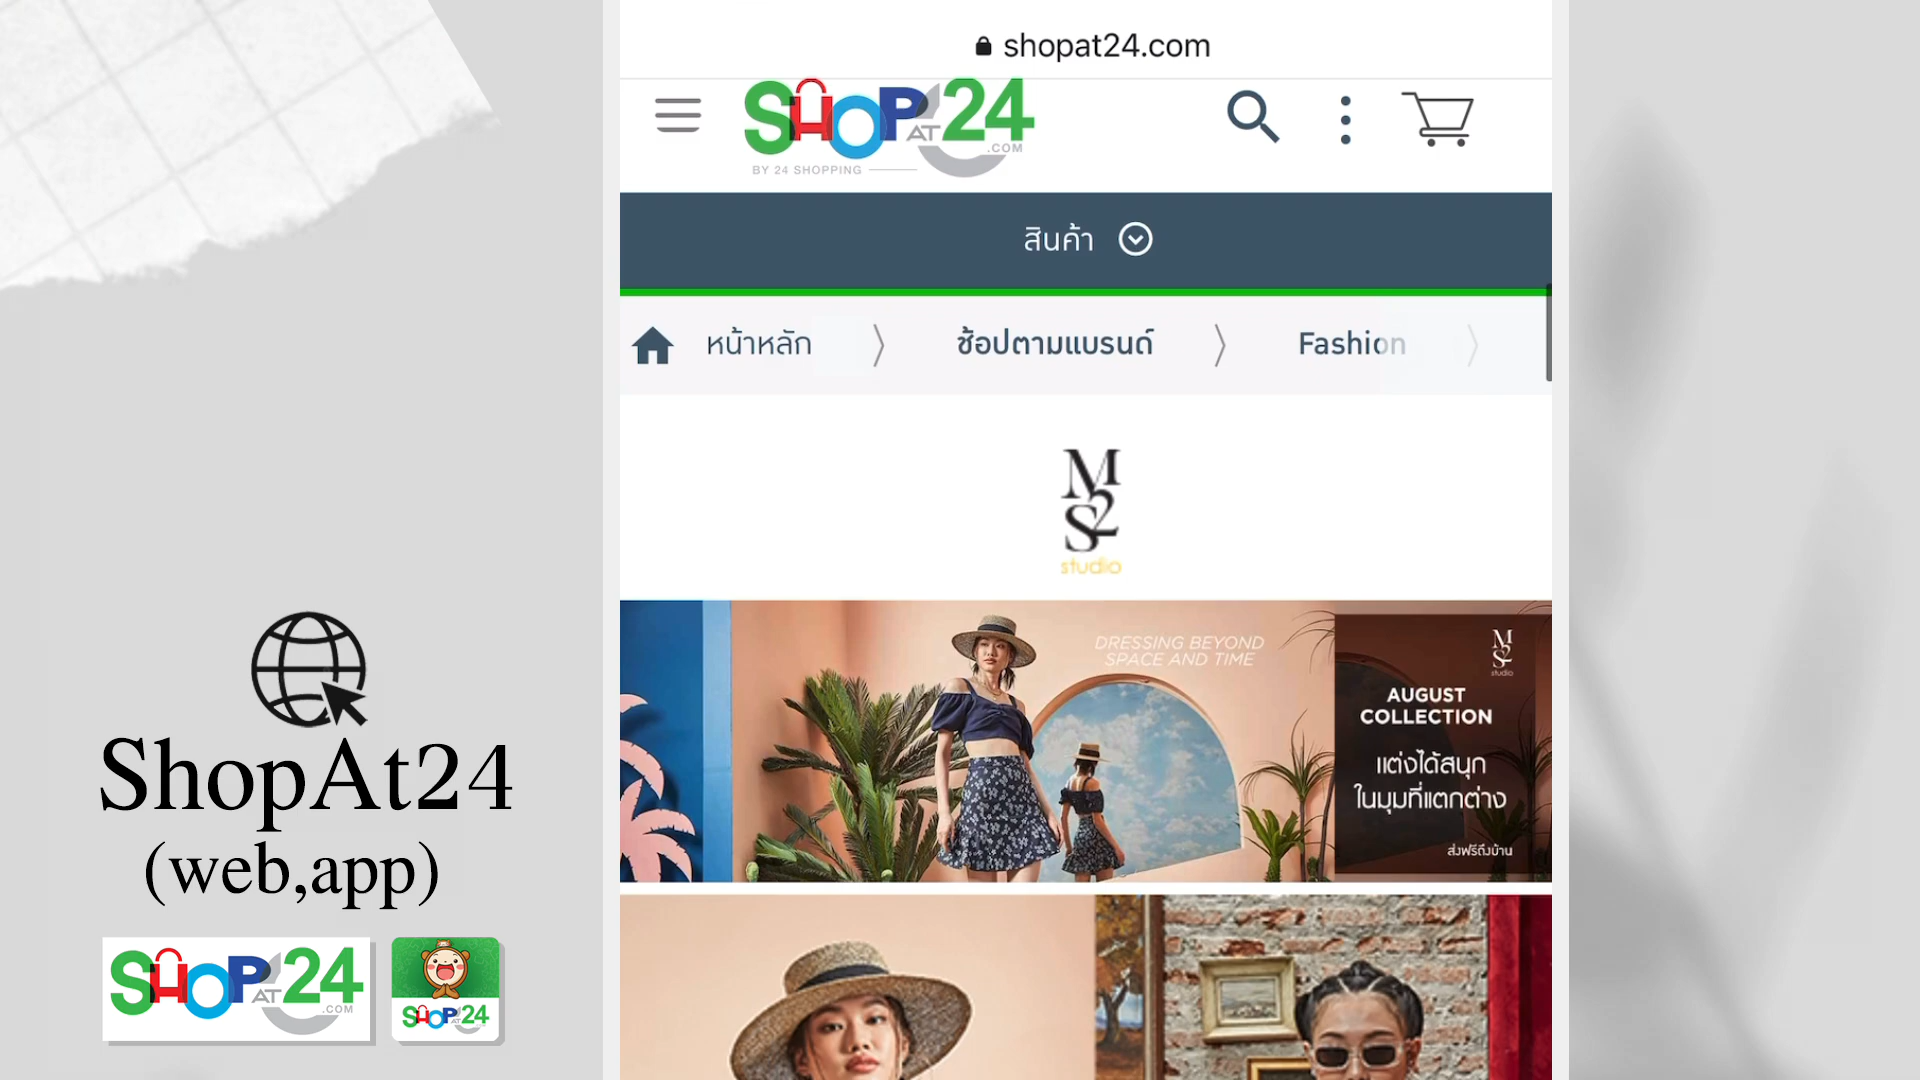 ShopAt24
(web,app)
SHOP AT 24
.COM
SHOP AT 24
shopat24.com
SHOP AT 24
.COM
BY 24 SHOPPING
สินค้า
หน้าหลัก
ช้อปตามแบรนด์
Fashion
MS2
studio
DRESSING BEYOND
SPACE AND TIME
MS2
studio
AUGUST
COLLECTION
แต่งได้สนุก
ในมุมที่แตกต่าง
ส่งฟรีถึงบ้าน